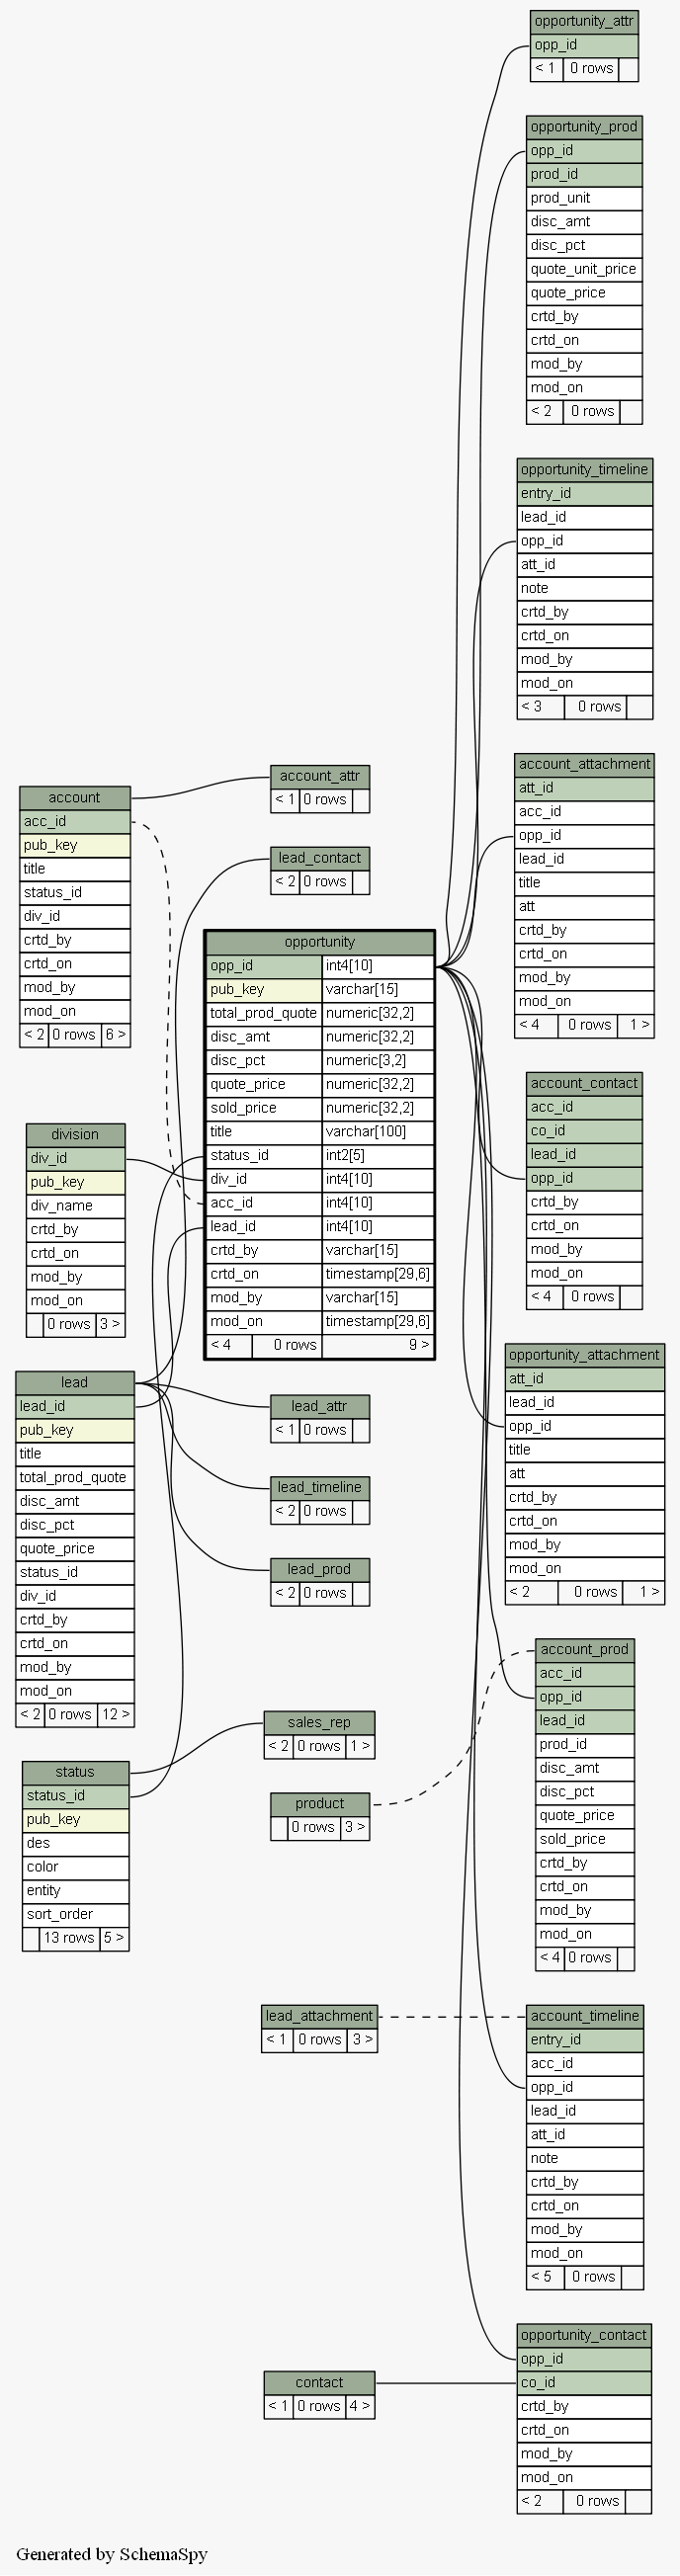 opportunity_attr
opp_id
< 1 0 rows
opportunity_prod
opp_id
prod_id
prod_unit
disc_amt
disc_pct
quote_unit_price
quote_price
crtd_by
crtd_on
mod_by
mod_on
< 2 0 rows
opportunity_timeline
entry_id
lead_id
opp_id
att_id
note
crtd_by
crtd_on
mod_by
mod_on
< 3 0 rows
account_attachment
att_id
acc_id
opp_id
lead_id
title
att
crtd_by
crtd_on
mod_by
mod_on
< 4 0 rows 1 >
account_attr
< 1 0 rows
account
acc_id
pub_key
title
status_id
div_id
crtd_by
crtd_on
mod_by
mod_on
< 2 0 rows 6 >
lead_contact
< 2 0 rows
opportunity
opp_id int4[10]
pub_key varchar[15]
total_prod_quote numeric[32,2]
disc_amt numeric[32,2]
disc_pct numeric[3,2]
quote_price numeric[32,2]
sold_price numeric[32,2]
title varchar[100]
status_id int2[5]
div_id int4[10]
acc_id int4[10]
lead_id int4[10]
crtd_by varchar[15]
crtd_on timestamp[29,6]
mod_by varchar[15]
mod_on timestamp[29,6]
< 4 0 rows 9 >
account_contact
acc_id
co_id
lead_id
opp_id
crtd_by
crtd_on
mod_by
mod_on
< 4 0 rows
division
div_id
pub_key
div_name
crtd_by
crtd_on
mod_by
mod_on
0 rows 3 >
opportunity_attachment
att_id
lead_id
opp_id
title
att
crtd_by
crtd_on
mod_by
mod_on
< 2 0 rows 1 >
lead
lead_id
pub_key
title
total_prod_quote
disc_amt
disc_pct
quote_price
status_id
div_id
crtd_by
crtd_on
mod_by
mod_on
< 2 0 rows 12 >
lead_attr
< 1 0 rows
lead_timeline
< 2 0 rows
lead_prod
< 2 0 rows
account_prod
acc_id
opp_id
lead_id
prod_id
disc_amt
disc_pct
quote_price
sold_price
crtd_by
crtd_on
mod_by
mod_on
< 4 0 rows
sales_rep
< 2 0 rows 1 >
status
status_id
pub_key
des
color
entity
sort_order
13 rows 5 >
product
0 rows 3 >
lead_attachment
< 1 0 rows 3 >
account_timeline
entry_id
acc_id
opp_id
lead_id
att_id
note
crtd_by
crtd_on
mod_by
mod_on
< 5 0 rows
opportunity_contact
opp_id
co_id
crtd_by
crtd_on
mod_by
mod_on
< 2 0 rows
contact
< 1 0 rows 4 >
Generated by SchemaSpy